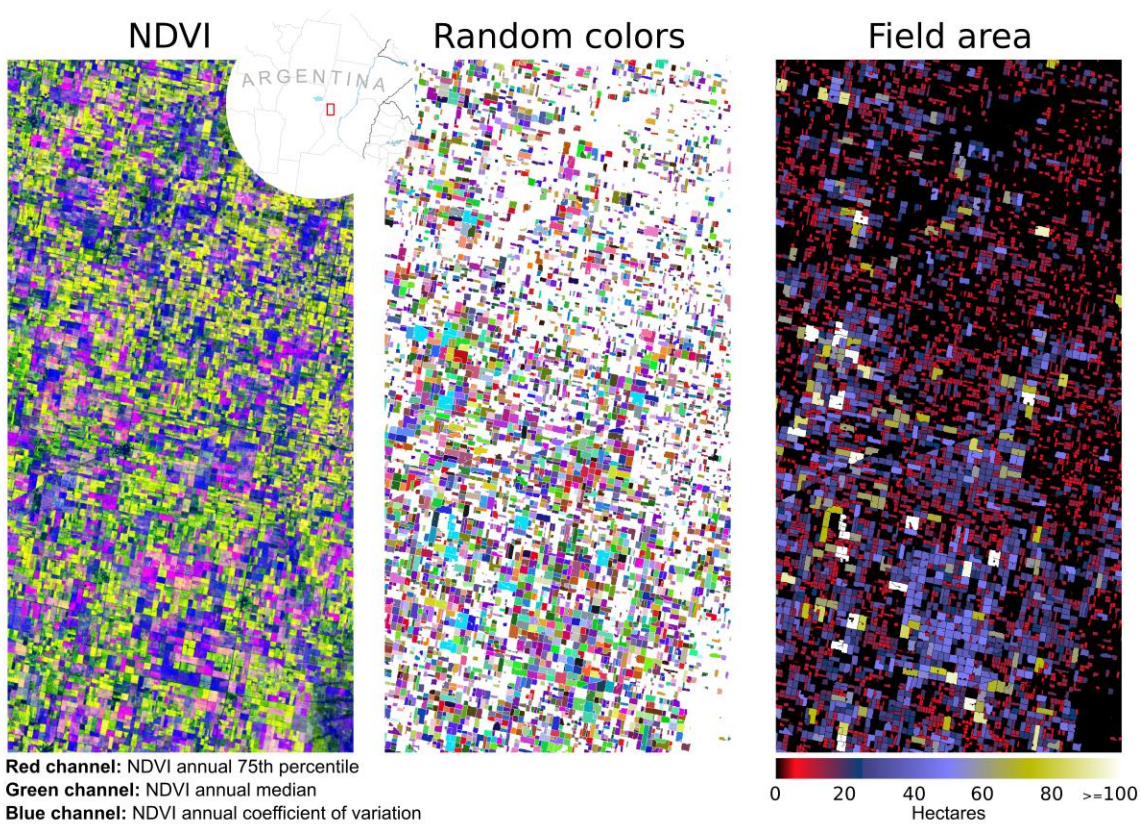 NDVI
Random colors
Field area
ARGENTINA
Red channel: NDVI annual 75th percentile
Green channel: NDVI annual median
Blue channel: NDVI annual coefficient of variation
0 20 40 60 80 >=100
Hectares